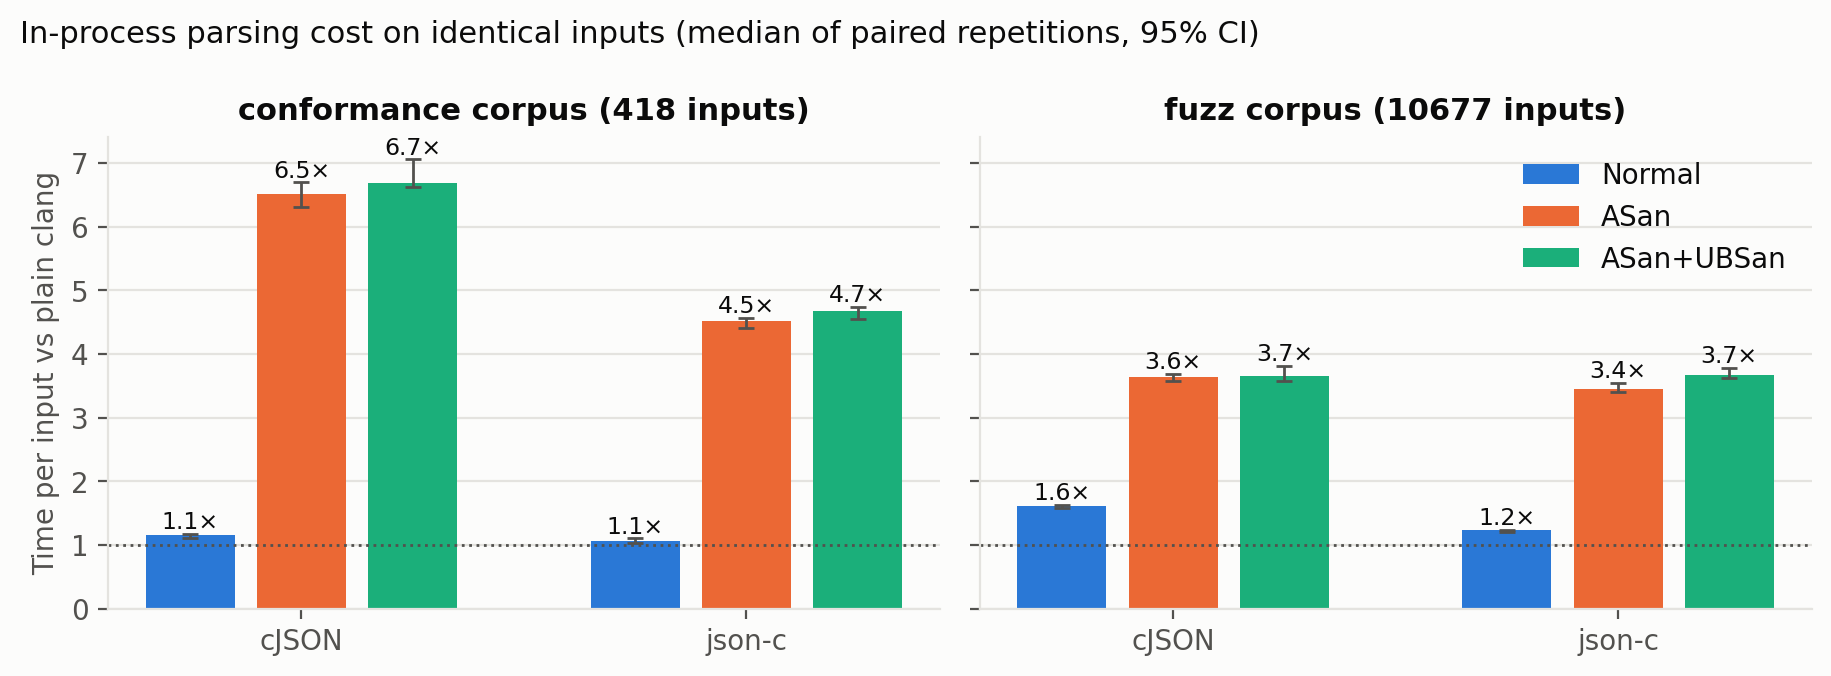 In-process parsing cost on identical inputs (median of paired repetitions, 95% CI)
conformance corpus (418 inputs)
Time per input vs plain clang
7
6
5
4
3
2
1
0
1.1×
6.5×
6.7×
1.1×
4.5×
4.7×
cJSON
json-c
fuzz corpus (10677 inputs)
Normal
ASan
ASan+UBSan
1.6×
3.6×
3.7×
1.2×
3.4×
3.7×
cJSON
json-c